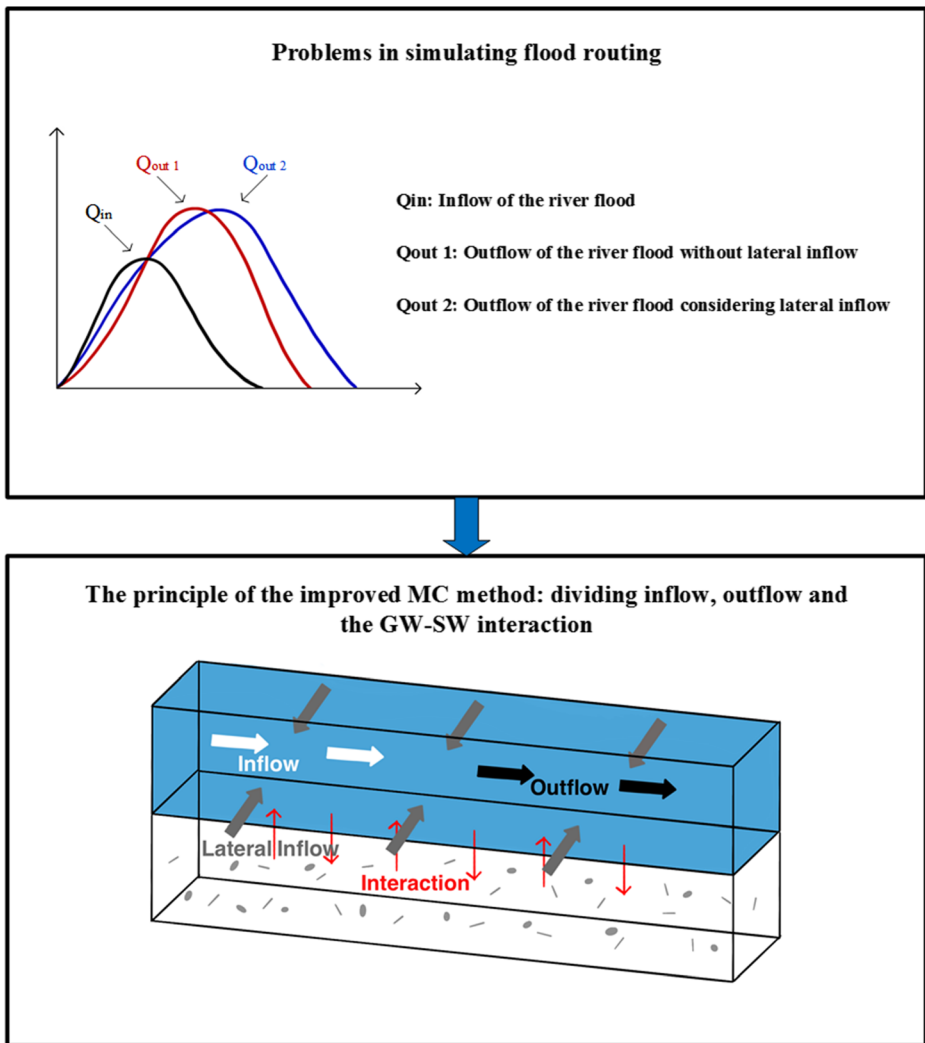 Problems in simulating flood routing
Qout 1
Qout 2
Qin
Qin: Inflow of the river flood
Qout 1: Outflow of the river flood without lateral inflow
Qout 2: Outflow of the river flood considering lateral inflow
The principle of the improved MC method: dividing inflow, outflow and
the GW-SW interaction
Inflow
Outflow
Lateral Inflow
Interaction